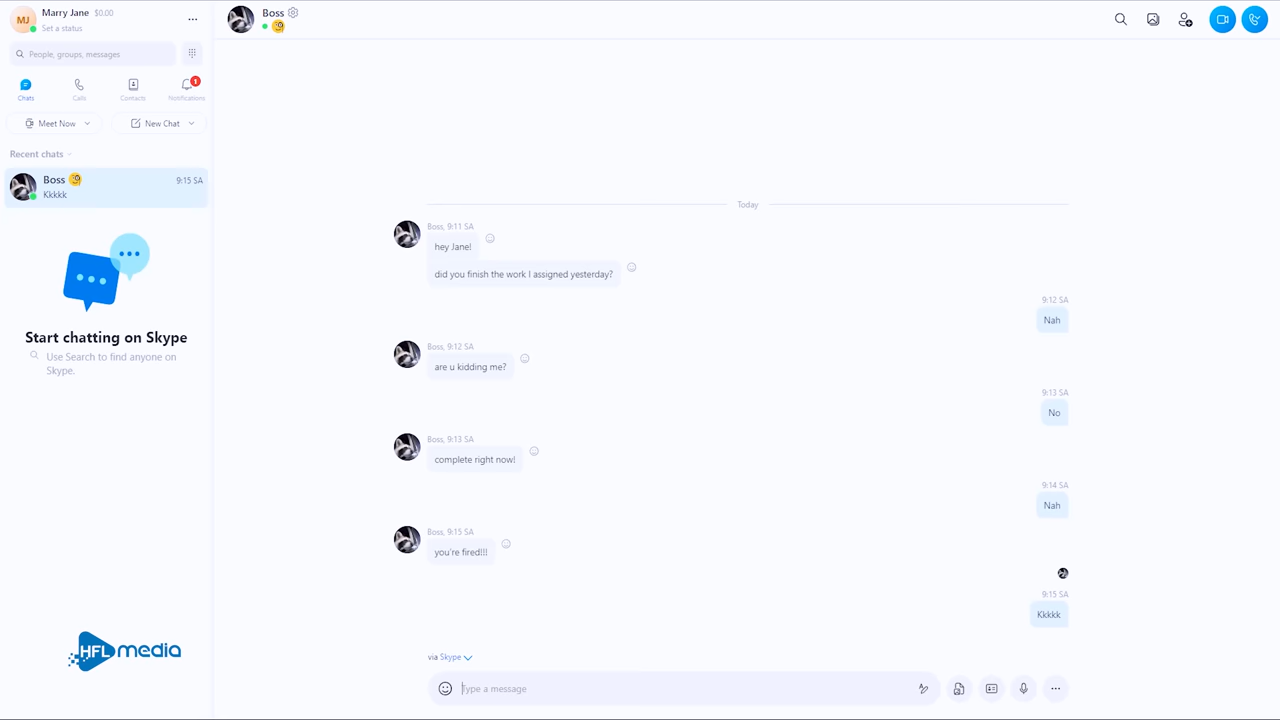 MJ
Marry Jane $0.00
Set a status
People, groups, messages
Chats
Calls
Contacts
Notifications
1
Meet Now
New Chat
Recent chats
Boss
9:15 SA
Kkkkk
Start chatting on Skype
Use Search to find anyone on
Skype.
HFL media
Boss
Today
Boss, 9:11 SA
hey Jane!
did you finish the work I assigned yesterday?
9:12 SA
Nah
Boss, 9:12 SA
are u kidding me?
9:13 SA
No
Boss, 9:13 SA
complete right now!
9:14 SA
Nah
Boss, 9:15 SA
you're fired!!!
9:15 SA
Kkkkk
via Skype
Type a message